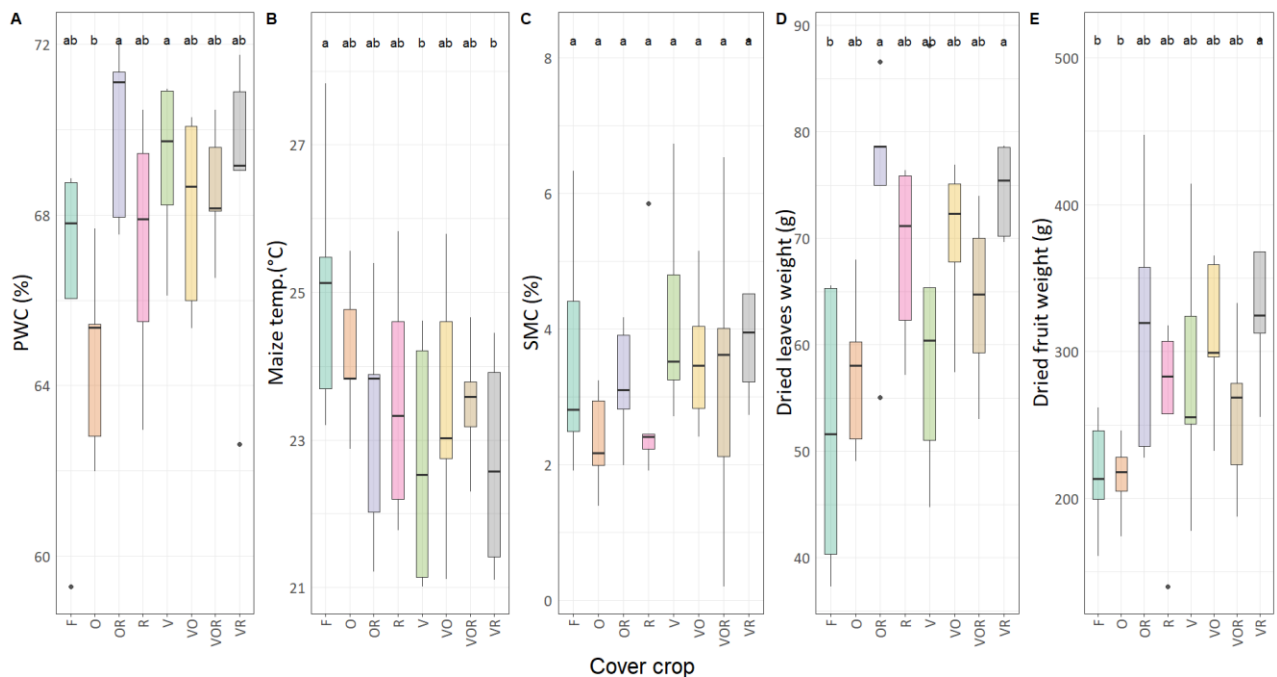 A
B
C
D
E
ab b a ab a ab ab ab
a ab ab ab b ab ab b
a a a a a a a a
b ab a ab ab ab ab a
b b ab ab ab ab ab a
PWC (%)
72
68
64
60
Maize temp.(°C)
27
25
23
21
SMC (%)
8
6
4
2
0
Dried leaves weight (g)
90
80
70
60
50
40
Dried fruit weight (g)
500
400
300
200
F O OR R V VO VOR VR
F O OR R V VO VOR VR
F O OR R V VO VOR VR
F O OR R V VO VOR VR
F O OR R V VO VOR VR
Cover crop